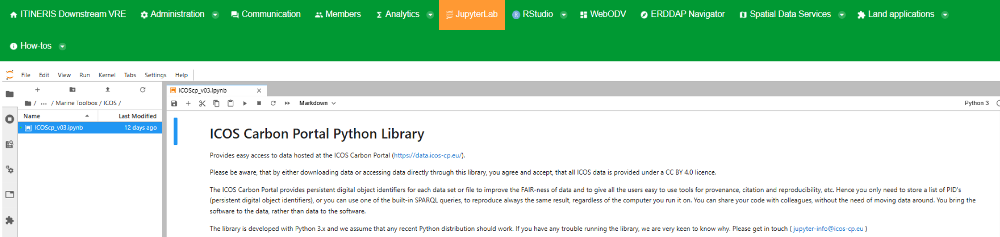 ITINERIS Downstream VRE Administration Communication Members Analytics JupyterLab RStudio WebODV ERDDAP Navigator Spatial Data Services Land applications
How-tos
File Edit View Run Kernel Tabs Settings Help
ICOScp_v03.ipynb
/ ... / Marine Toolbox / ICOS /
Markdown
Python 3
Name Last Modified
ICOScp_v03.ipynb 12 days ago
ICOS Carbon Portal Python Library
Provides easy access to data hosted at the ICOS Carbon Portal (https://data.icos-cp.eu/).
Please be aware, that by either downloading data or accessing data directly through this library, you agree and accept, that all ICOS data is provided under a CC BY 4.0 licence.
The ICOS Carbon Portal provides persistent digital object identifiers for each data set or file to improve the FAIR-ness of data and to give all the users easy to use tools for provenance, citation and reproducibility, etc. Hence you only need to store a list of PID's
(persistent digital object identifiers), or you can use one of the built-in SPARQL queries, to reproduce always the same result, regardless of the computer you run it on. You can share your code with colleagues, without the need of moving data around. You bring the
software to the data, rather than data to the software.
The library is developed with Python 3.x and we assume that any recent Python distribution should work. If you have any trouble running the library, we are very keen to know why. Please get in touch ( jupyter-info@icos-cp.eu )